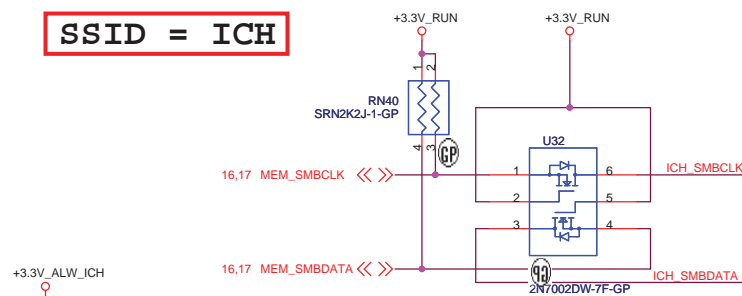 SSID = ICH
+3.3V_RUN
+3.3V_RUN
1 2
RN40
SRN2K2J-1-GP
4 3
GP
U32
16,17 MEM_SMBCLK
1 6
ICH_SMBCLK
2 5
3 4
16,17 MEM_SMBDATA
GP
ICH_SMBDATA
2N7002DW-7F-GP
+3.3V_ALW_ICH